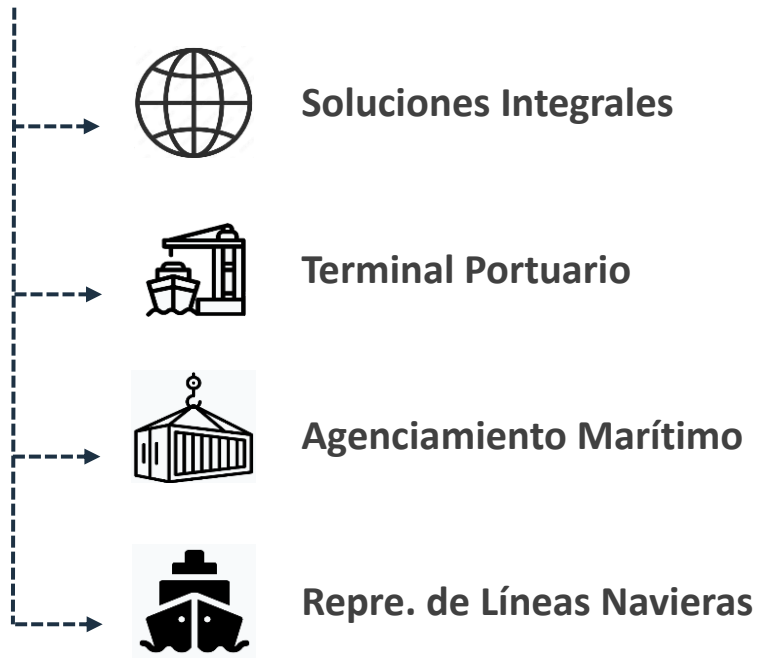 Soluciones Integrales
Terminal Portuario
Agenciamiento Marítimo
Repre. de Líneas Navieras